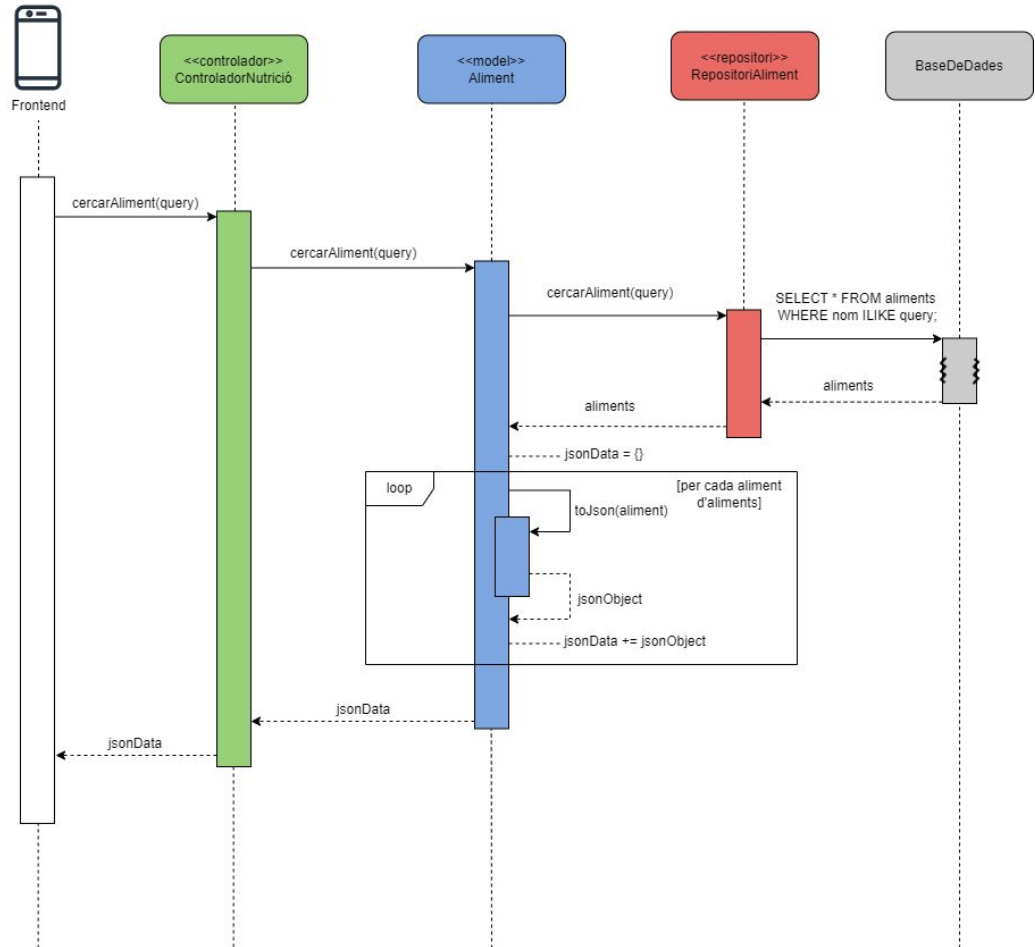 Frontend
<<controlador>>
ControladorNutrició
<<model>>
Aliment
<<repositori>>
RepositoriAliment
BaseDeDades
cercarAliment(query)
cercarAliment(query)
cercarAliment(query)
SELECT * FROM aliments
WHERE nom ILIKE query;
aliments
aliments
jsonData = {}
loop
[per cada aliment
d'aliments]
toJson(aliment)
jsonObject
jsonData += jsonObject
jsonData
jsonData